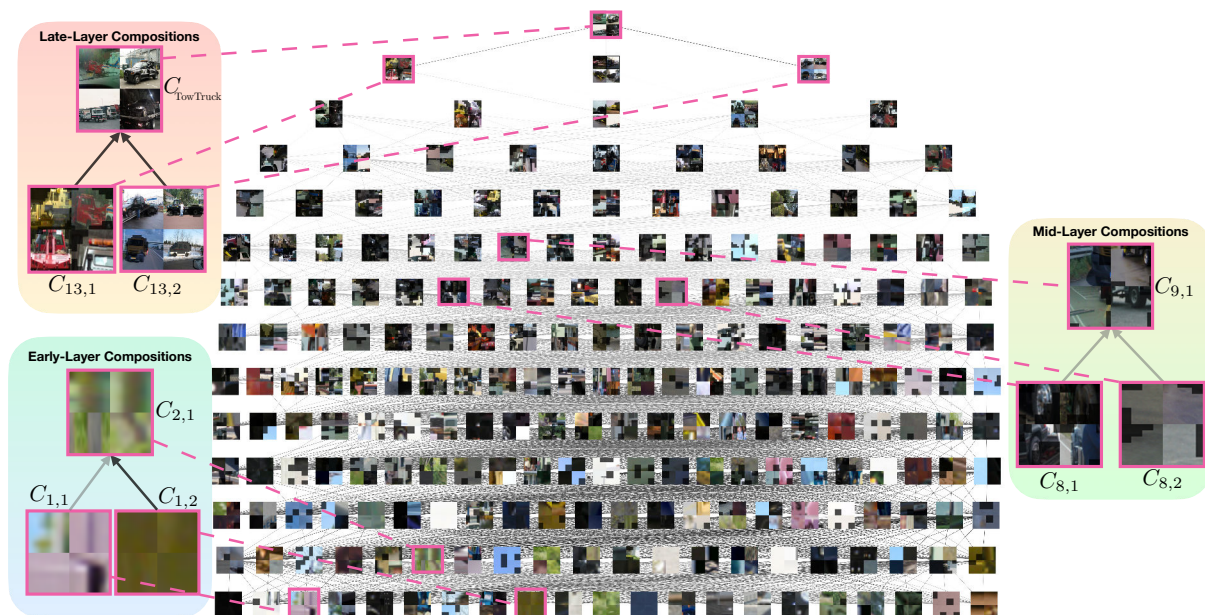 Late-Layer Compositions
C_TowTruck
C_13,1
C_13,2
Mid-Layer Compositions
C_9,1
C_8,1
C_8,2
Early-Layer Compositions
C_2,1
C_1,1
C_1,2